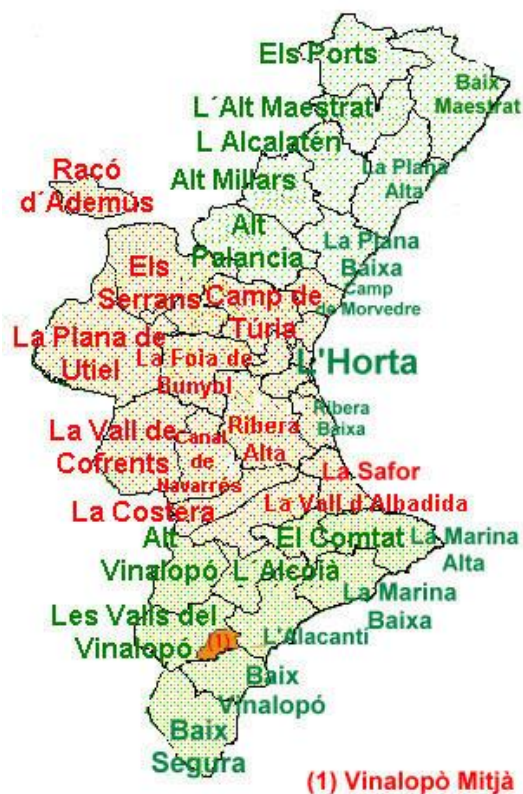 Els Ports
Baix
Maestrat
L´Alt Maestrat
L Alcalatén
La Plana
Alta
Alt Millars
Racó
d´Ademús
Alt
Palancia
La Plana
Baixa
Els
Serrans
Camp de
Túria
Camp
de Morvedre
La Plana de
Utiel
La Foia de
Bunybl
L'Horta
Ribera
Baixa
La Vall de
Cofrents
Canal
de
Navarrés
Ribera
Alta
La Safor
La Costera
La Vall d´Albadida
Alt
Vinalopó
El Comtat
La Marina
Alta
L´Alcoià
La Marina
Baixa
Les Valls del
Vinalopó
(1)
L'Alacantí
Baix
Vinalopó
Baix
Segura
(1) Vinalopò Mitjà